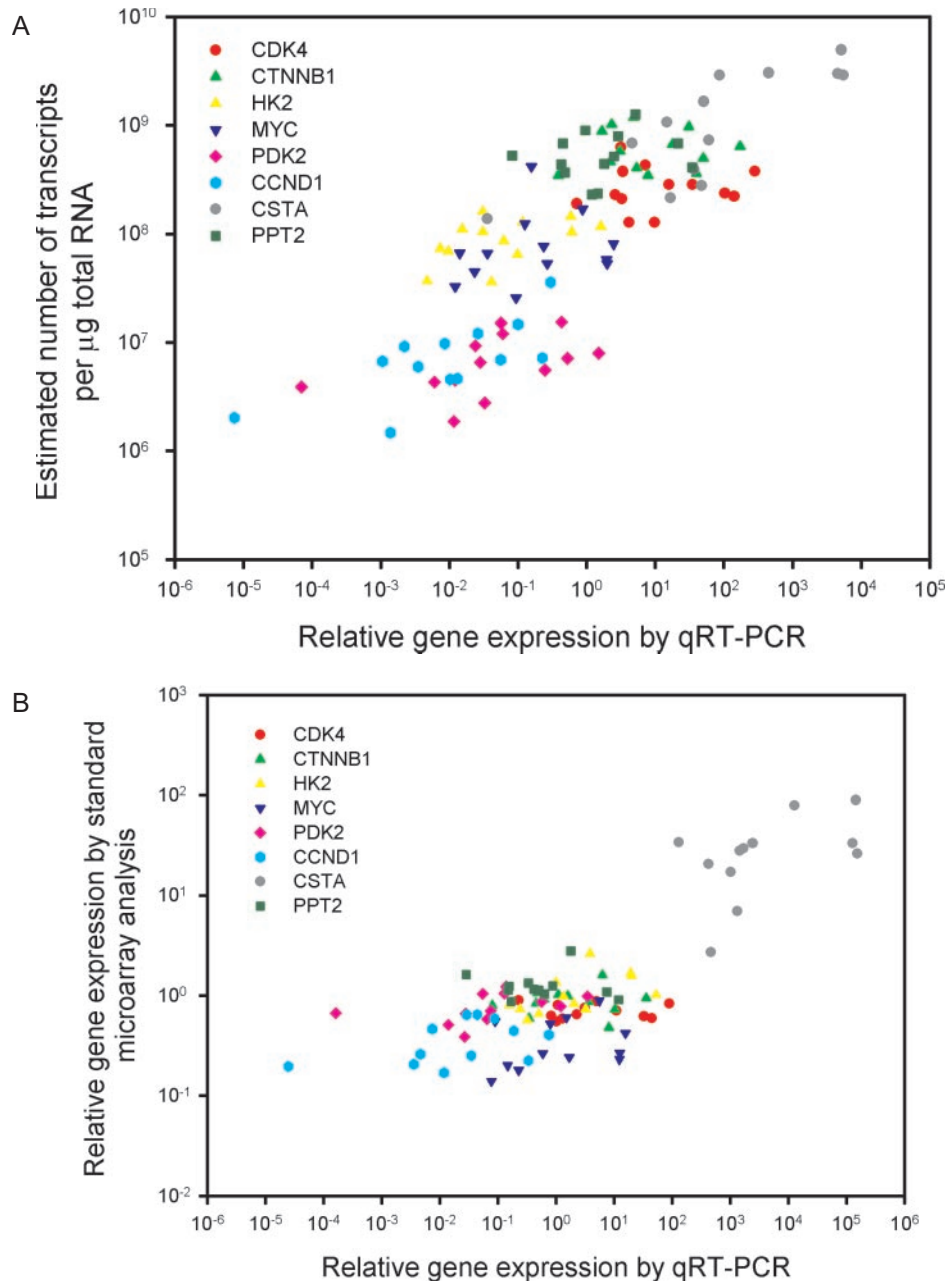 A
Estimated number of transcripts
per μg total RNA
10^10
10^9
10^8
10^7
10^6
10^5
CDK4
CTNNB1
HK2
MYC
PDK2
CCND1
CSTA
PPT2
10^-6 10^-5 10^-4 10^-3 10^-2 10^-1 10^0 10^1 10^2 10^3 10^4 10^5
Relative gene expression by qRT-PCR
B
Relative gene expression by standard
microarray analysis
10^3
10^2
10^1
10^0
10^-1
10^-2
CDK4
CTNNB1
HK2
MYC
PDK2
CCND1
CSTA
PPT2
10^-6 10^-5 10^-4 10^-3 10^-2 10^-1 10^0 10^1 10^2 10^3 10^4 10^5 10^6
Relative gene expression by qRT-PCR